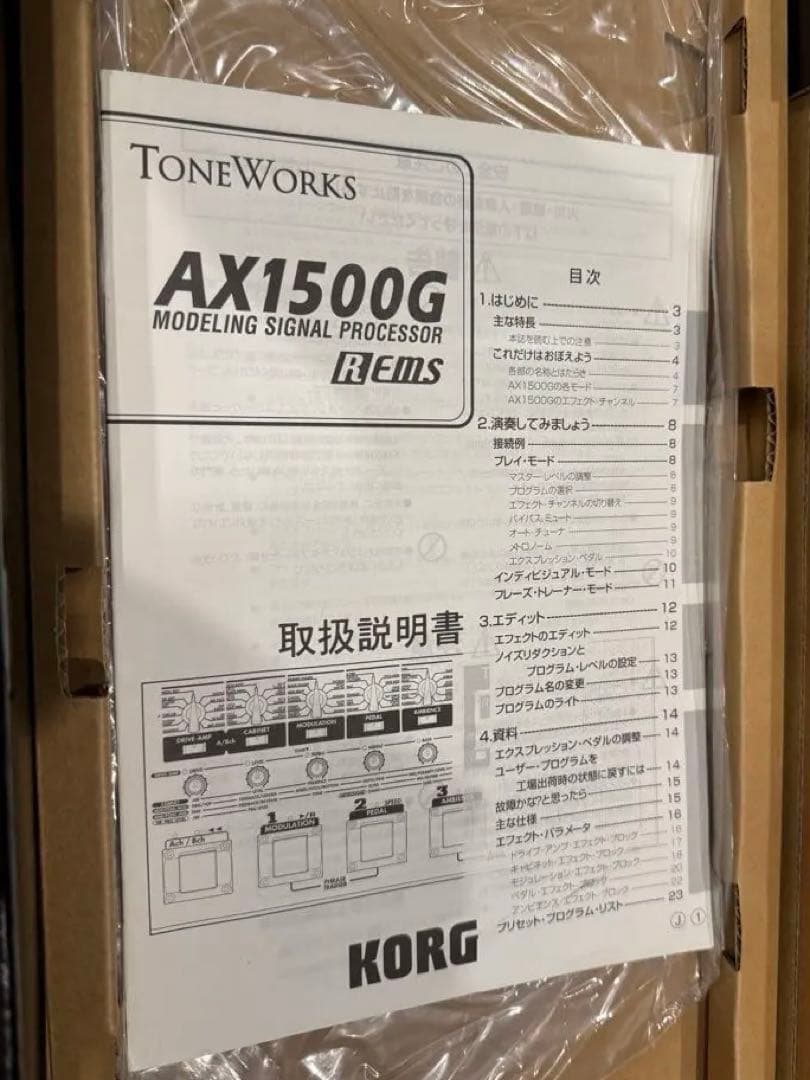 TONEWORKS
AX1500G
MODELING SIGNAL PROCESSOR
REMS
目次
1.はじめに 3
主な特長 3
本誌を読む上での注意 3
これだけはおぼえよう 4
各部の名称とはたらき 4
AX1500Gの各モード 7
AX1500Gのエフェクト・チャンネル 7
2.演奏してみましょう 8
接続例 8
プレイ・モード 8
マスター・レベルの調整 8
プログラムの選択 8
エフェクト・チャンネルの切り替え 9
バイパス、ミュート 9
オート・チューナ 9
メトロノーム 9
エクスプレッション・ペダル 10
インディビジュアル・モード 10
フレーズ・トレーナー・モード 11
3.エディット 12
エフェクトのエディット 12
ノイズリダクションと
プログラム・レベルの設定 13
プログラム名の変更 13
プログラムのライト 13
4.資料 14
エクスプレッション・ペダルの調整 14
ユーザー・プログラムを
工場出荷時の状態に戻すには 14
故障かな?と思ったら 15
主な仕様 15
エフェクト・パラメータ 16
ドライブ・アンプ・エフェクト・ブロック 16
キャビネット・エフェクト・ブロック 17
モジュレーション・エフェクト・ブロック 18
ペダル・エフェクト・ブロック 20
アンビエンス・エフェクト・ブロック 22
プリセット・プログラム・リスト 23
J 1
取扱説明書
DRIVE-AMP
A/Bch
CABINET
MODULATION
PEDAL
AMBIENCE
Ach / Bch
1
MODULATION
2
SPEED
PEDAL
3
PHRASE
TRAINER
KORG